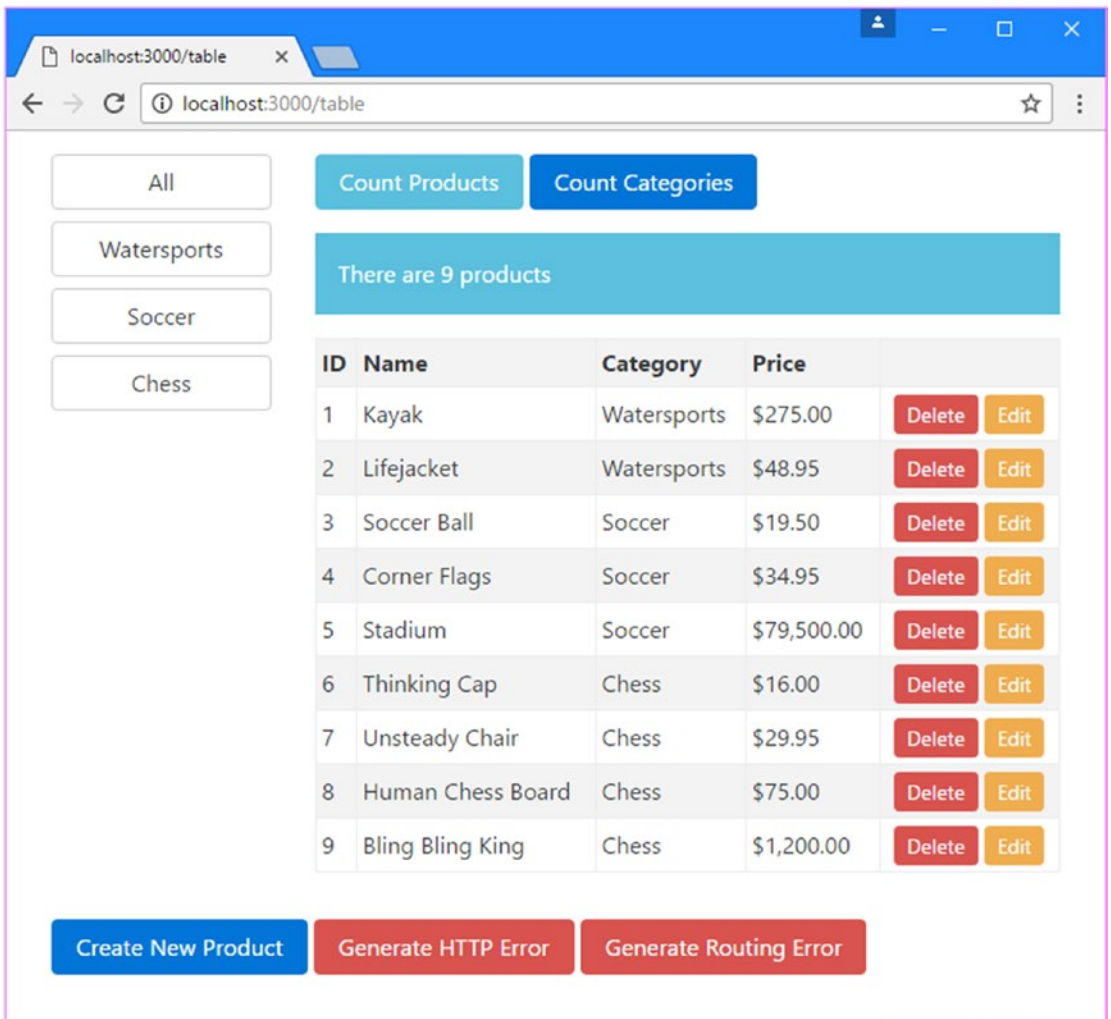 localhost:3000/table
localhost:3000/table
All
Watersports
Soccer
Chess
Count Products Count Categories
There are 9 products
ID Name Category Price
1 Kayak Watersports $275.00 Delete Edit
2 Lifejacket Watersports $48.95 Delete Edit
3 Soccer Ball Soccer $19.50 Delete Edit
4 Corner Flags Soccer $34.95 Delete Edit
5 Stadium Soccer $79,500.00 Delete Edit
6 Thinking Cap Chess $16.00 Delete Edit
7 Unsteady Chair Chess $29.95 Delete Edit
8 Human Chess Board Chess $75.00 Delete Edit
9 Bling Bling King Chess $1,200.00 Delete Edit
Create New Product Generate HTTP Error Generate Routing Error